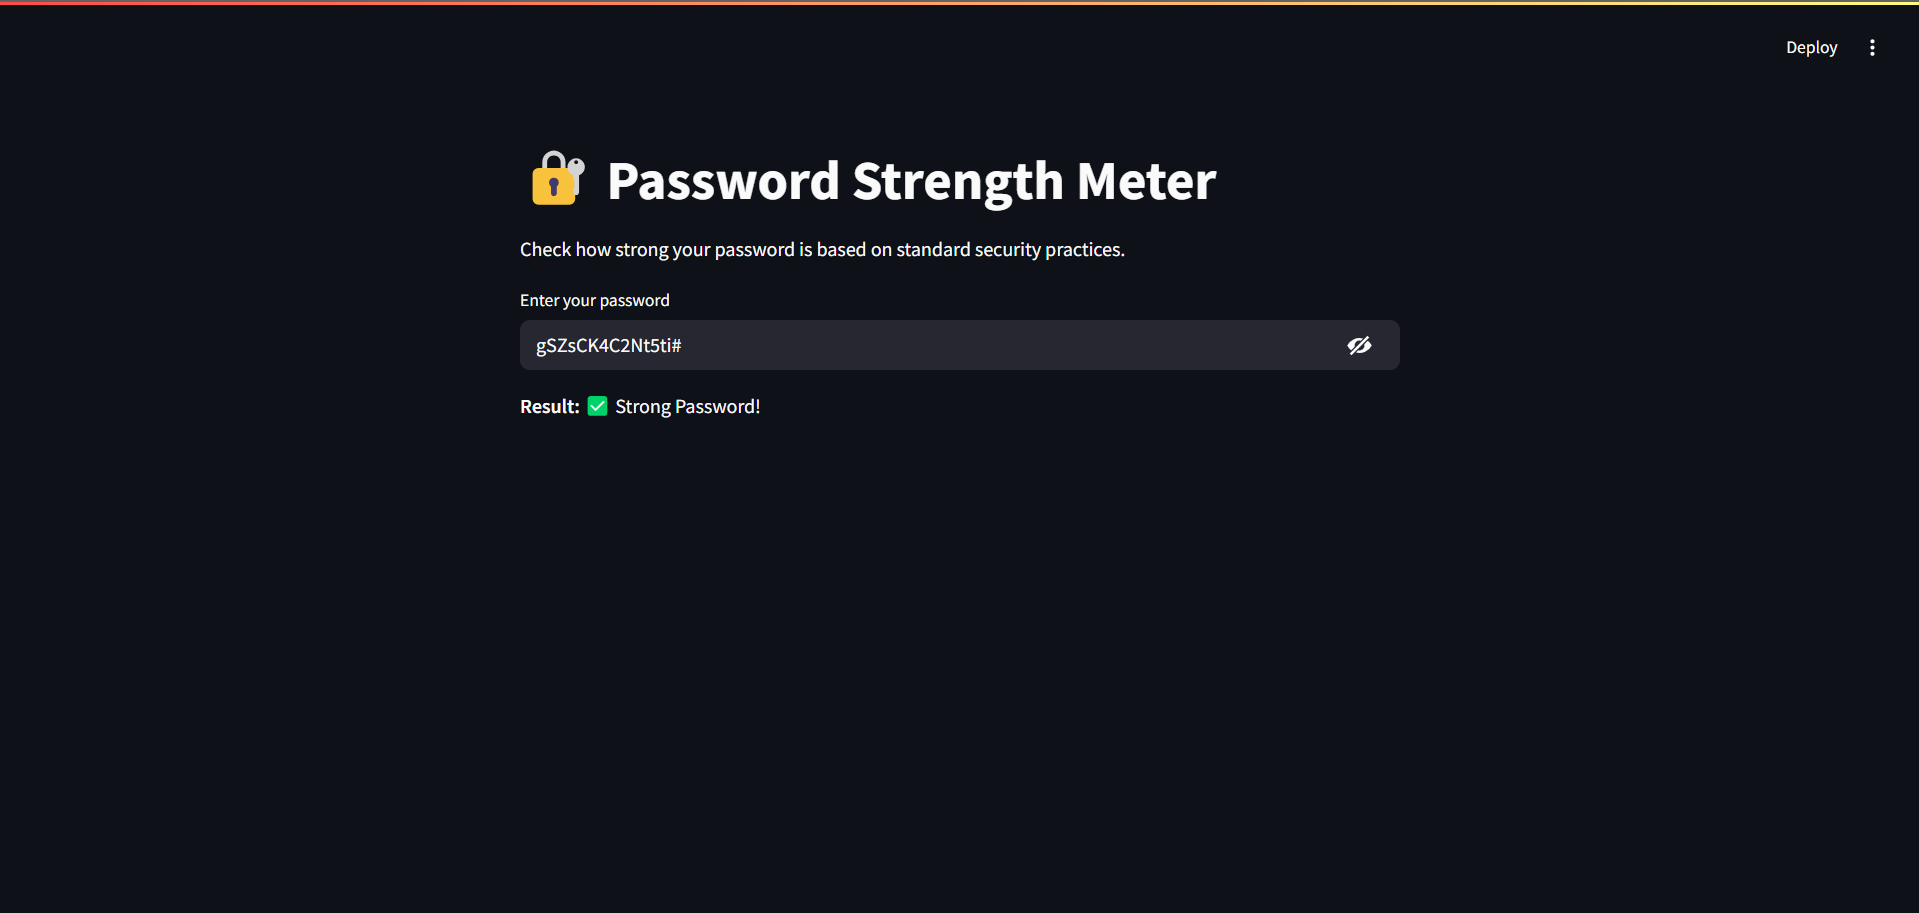 Deploy
Password Strength Meter
Check how strong your password is based on standard security practices.
Enter your password
gSZsCK4C2Nt5ti#
Result: ✅ Strong Password!